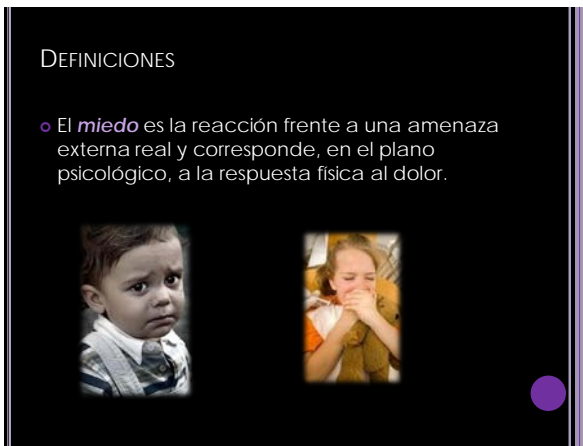 DEFINICIONES
El miedo es la reacción frente a una amenaza
externa real y corresponde, en el plano
psicológico, a la respuesta física al dolor.